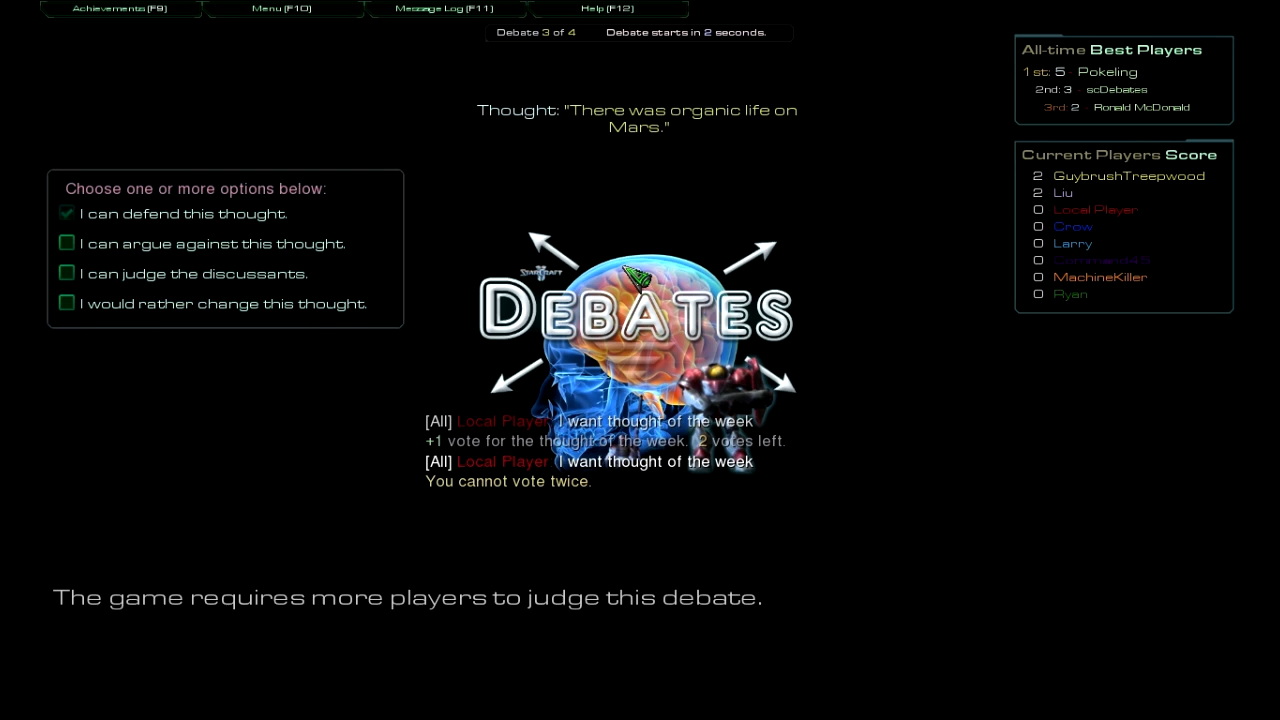 Achievements (F9) Menu (F10) Message Log (F11) Help (F12)
Debate 3 of 4 Debate starts in 2 seconds.
All-time Best Players
1st: 5 · Pokeling
2nd: 3 · scDebates
3rd 2 · Ronald McDonald
Thought: "There was organic life on
Mars."
Current Players Score
2 GuybrushTreepwood
2 Liu
0 Local Player
0 Crow
0 Larry
0 Command45
0 MachineKiller
0 Ryan
Choose one or more options below:
I can defend this thought.
I can argue against this thought.
I can judge the discussants.
I would rather change this thought.
STARCRAFT II
DEBATES
[All] Local Player I want thought of the week
+1 vote for the thought of the week. 2 votes left.
[All] Local Player I want thought of the week
You cannot vote twice.
The game requires more players to judge this debate.